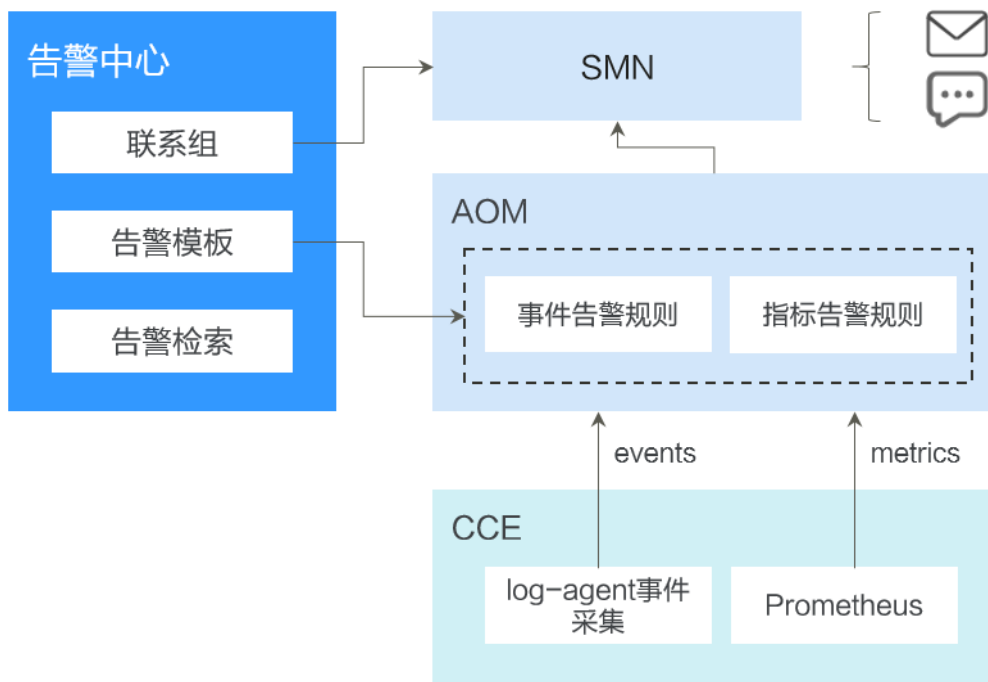 告警中心
联系组
告警模板
告警检索
SMN
AOM
事件告警规则
指标告警规则
events
metrics
CCE
log-agent事件
采集
Prometheus